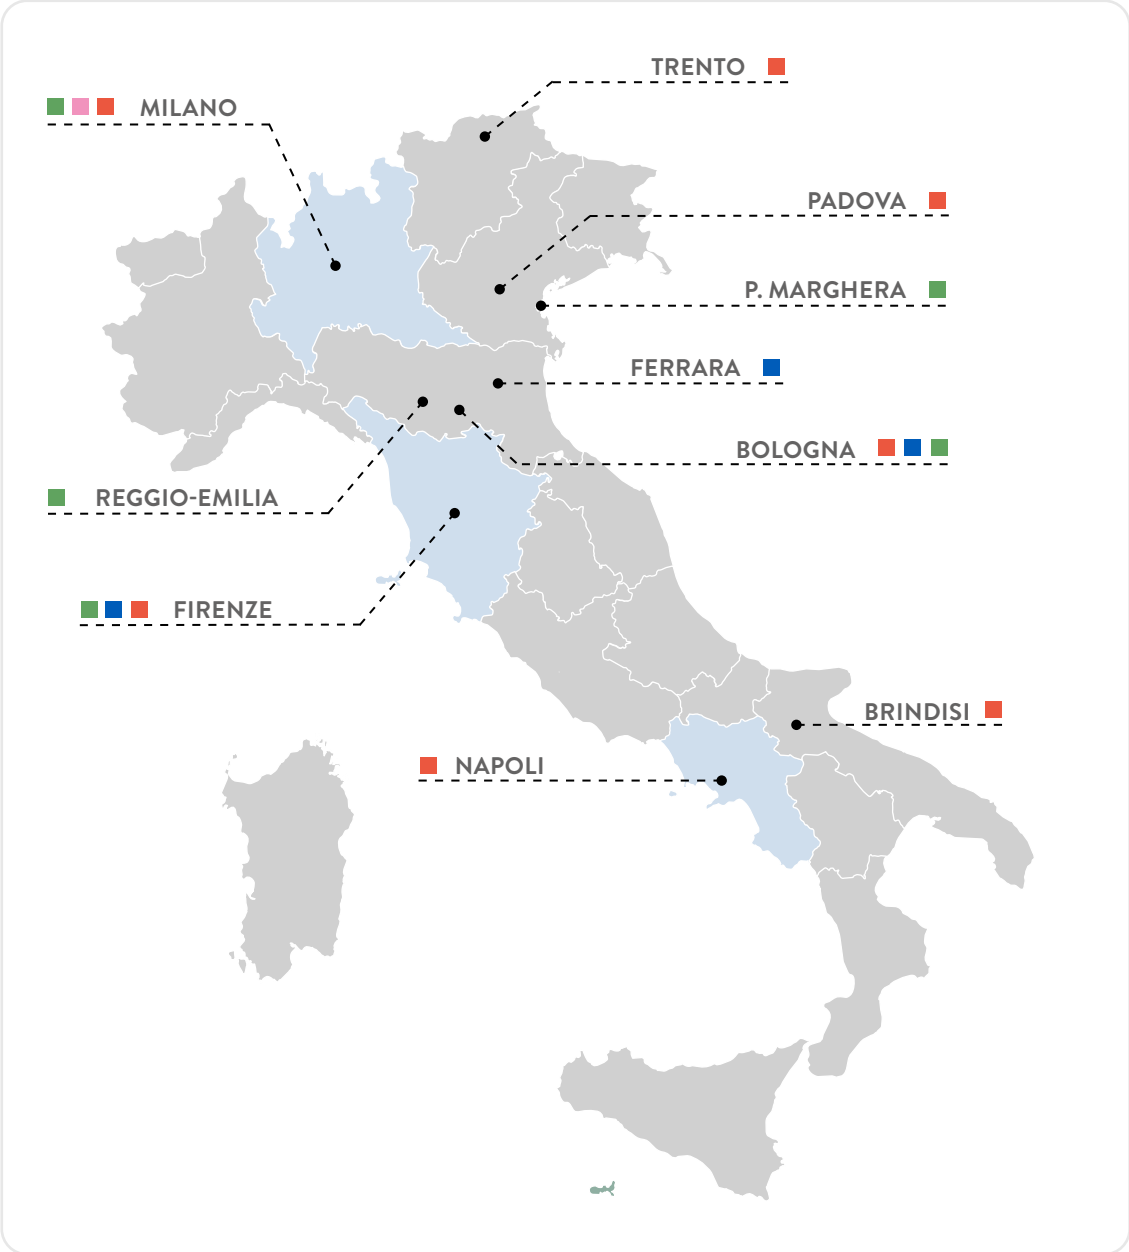 TRENTO
MILANO
PADOVA
P. MARGHERA
FERRARA
BOLOGNA
REGGIO-EMILIA
FIRENZE
BRINDISI
NAPOLI